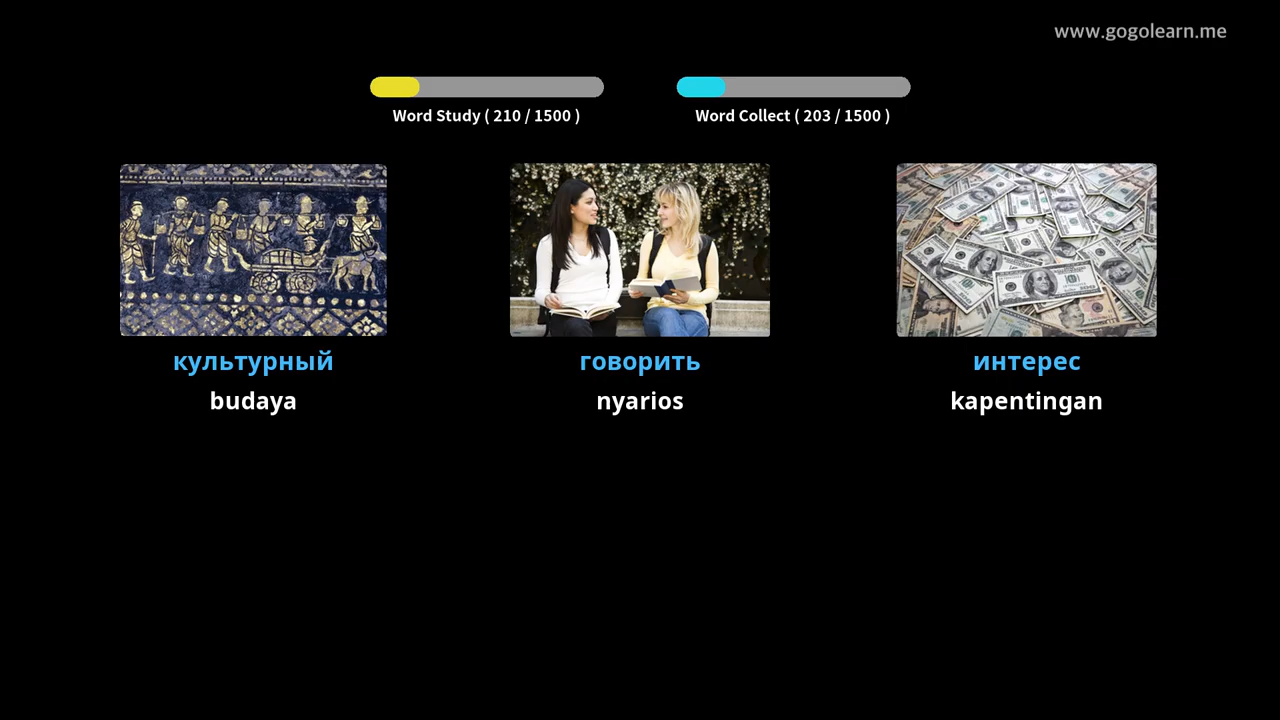 www.gogolearn.me
Word Study ( 210 / 1500 )
Word Collect ( 203 / 1500 )
культурный
budaya
говорить
nyarios
интерес
kapentingan